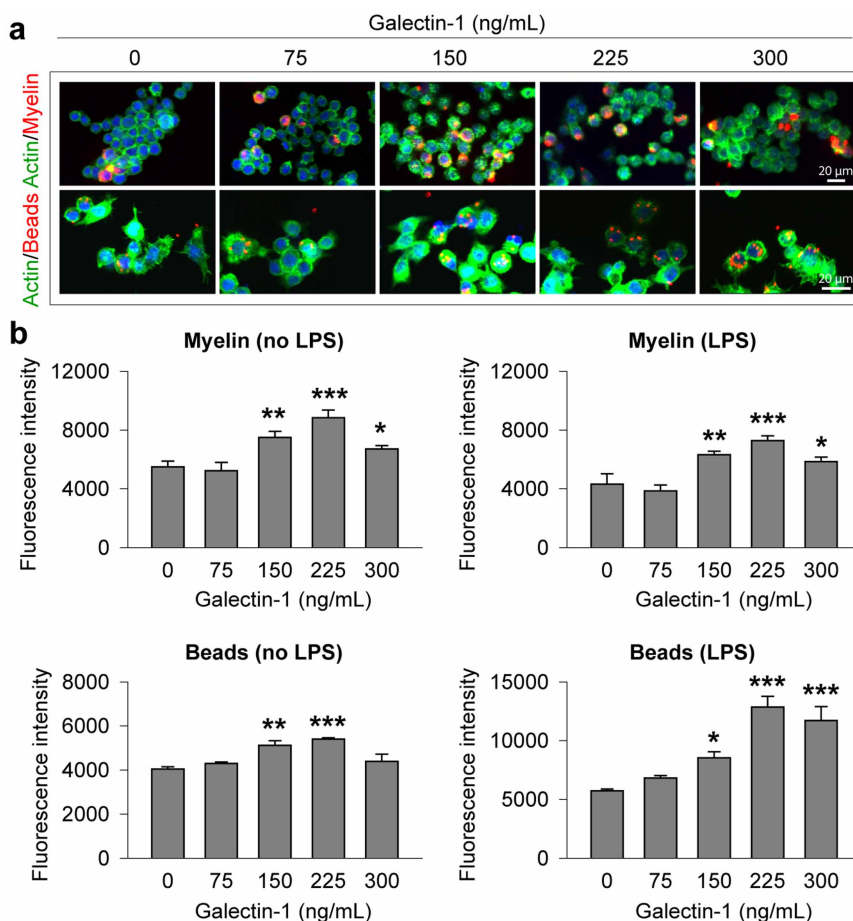 a
Galectin-1 (ng/mL)
0 75 150 225 300
Actin/Myelin
20 µm
Actin/Beads
20 µm
b
Myelin (no LPS)
Fluorescence intensity
12000
8000
4000
0
** *** *
0 75 150 225 300
Galectin-1 (ng/mL)
Myelin (LPS)
Fluorescence intensity
12000
8000
4000
0
** *** *
0 75 150 225 300
Galectin-1 (ng/mL)
Beads (no LPS)
Fluorescence intensity
8000
6000
4000
2000
0
** ***
0 75 150 225 300
Galectin-1 (ng/mL)
Beads (LPS)
Fluorescence intensity
15000
10000
5000
0
* *** ***
0 75 150 225 300
Galectin-1 (ng/mL)